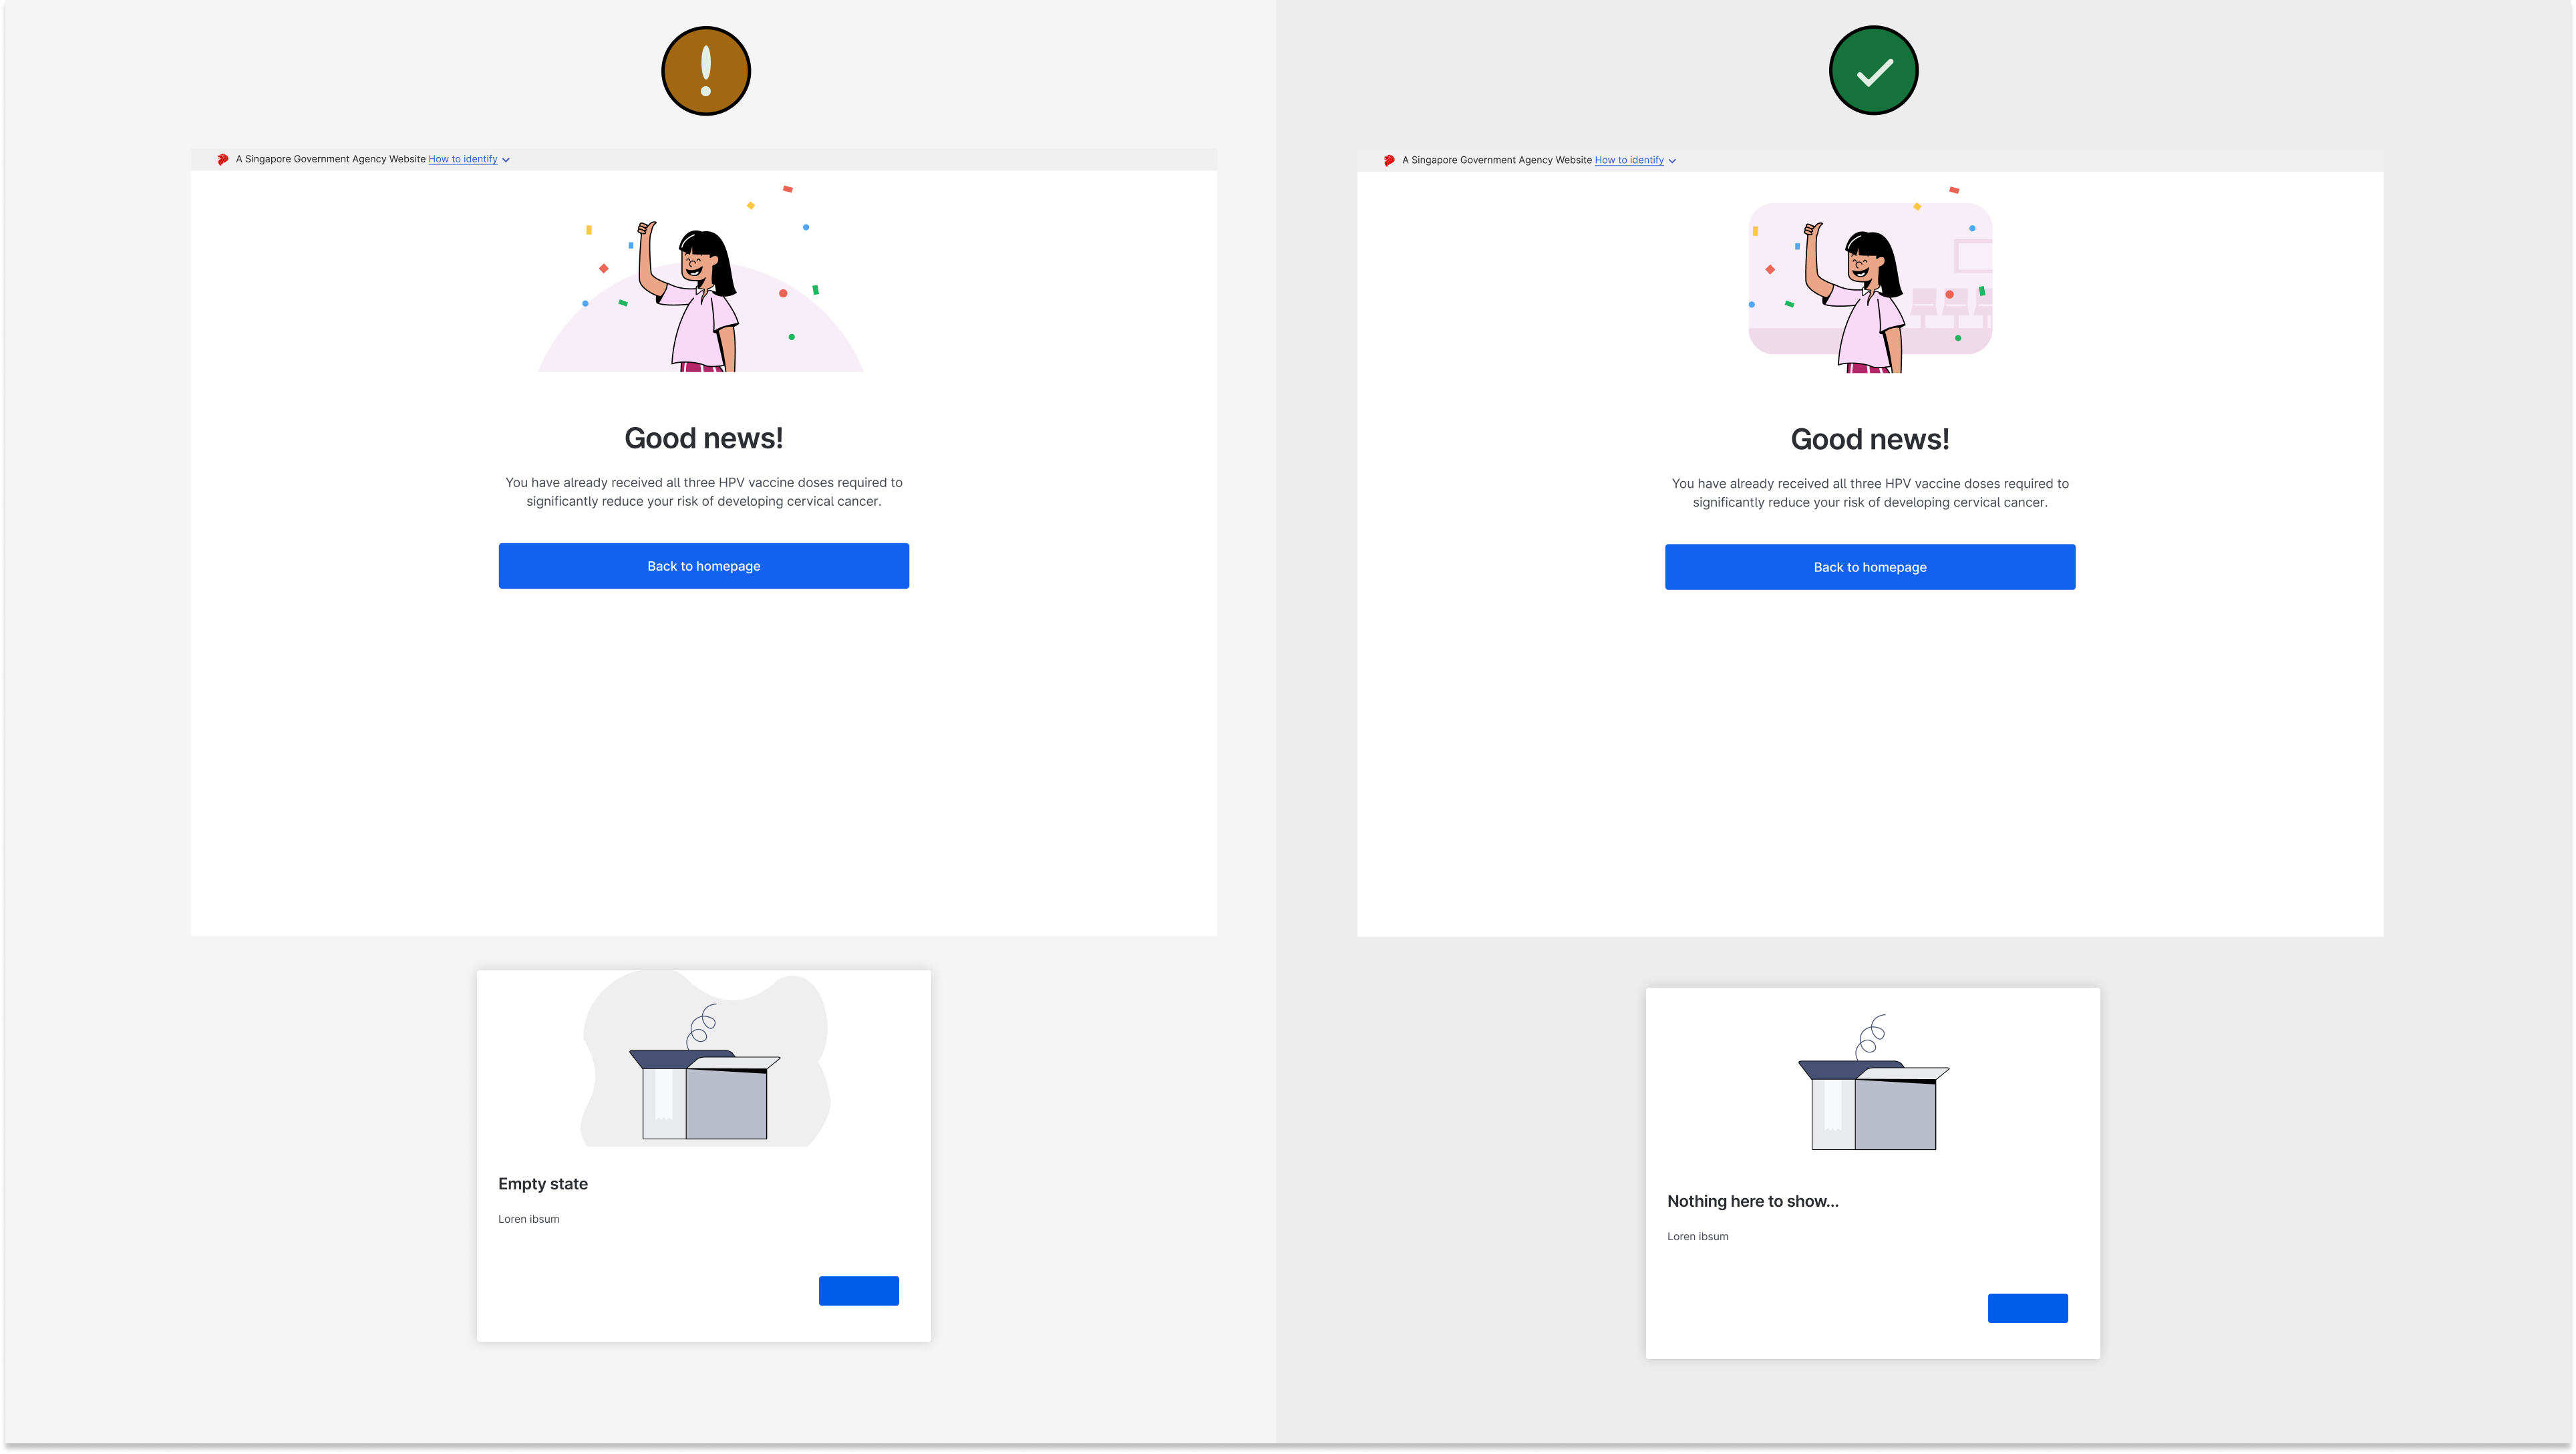 A Singapore Government Agency Website How to identify
Good news!
You have already received all three HPV vaccine doses required to
significantly reduce your risk of developing cervical cancer.
Back to homepage
Empty state
Loren ibsum
A Singapore Government Agency Website How to identify
Good news!
You have already received all three HPV vaccine doses required to
significantly reduce your risk of developing cervical cancer.
Back to homepage
Nothing here to show...
Loren ibsum